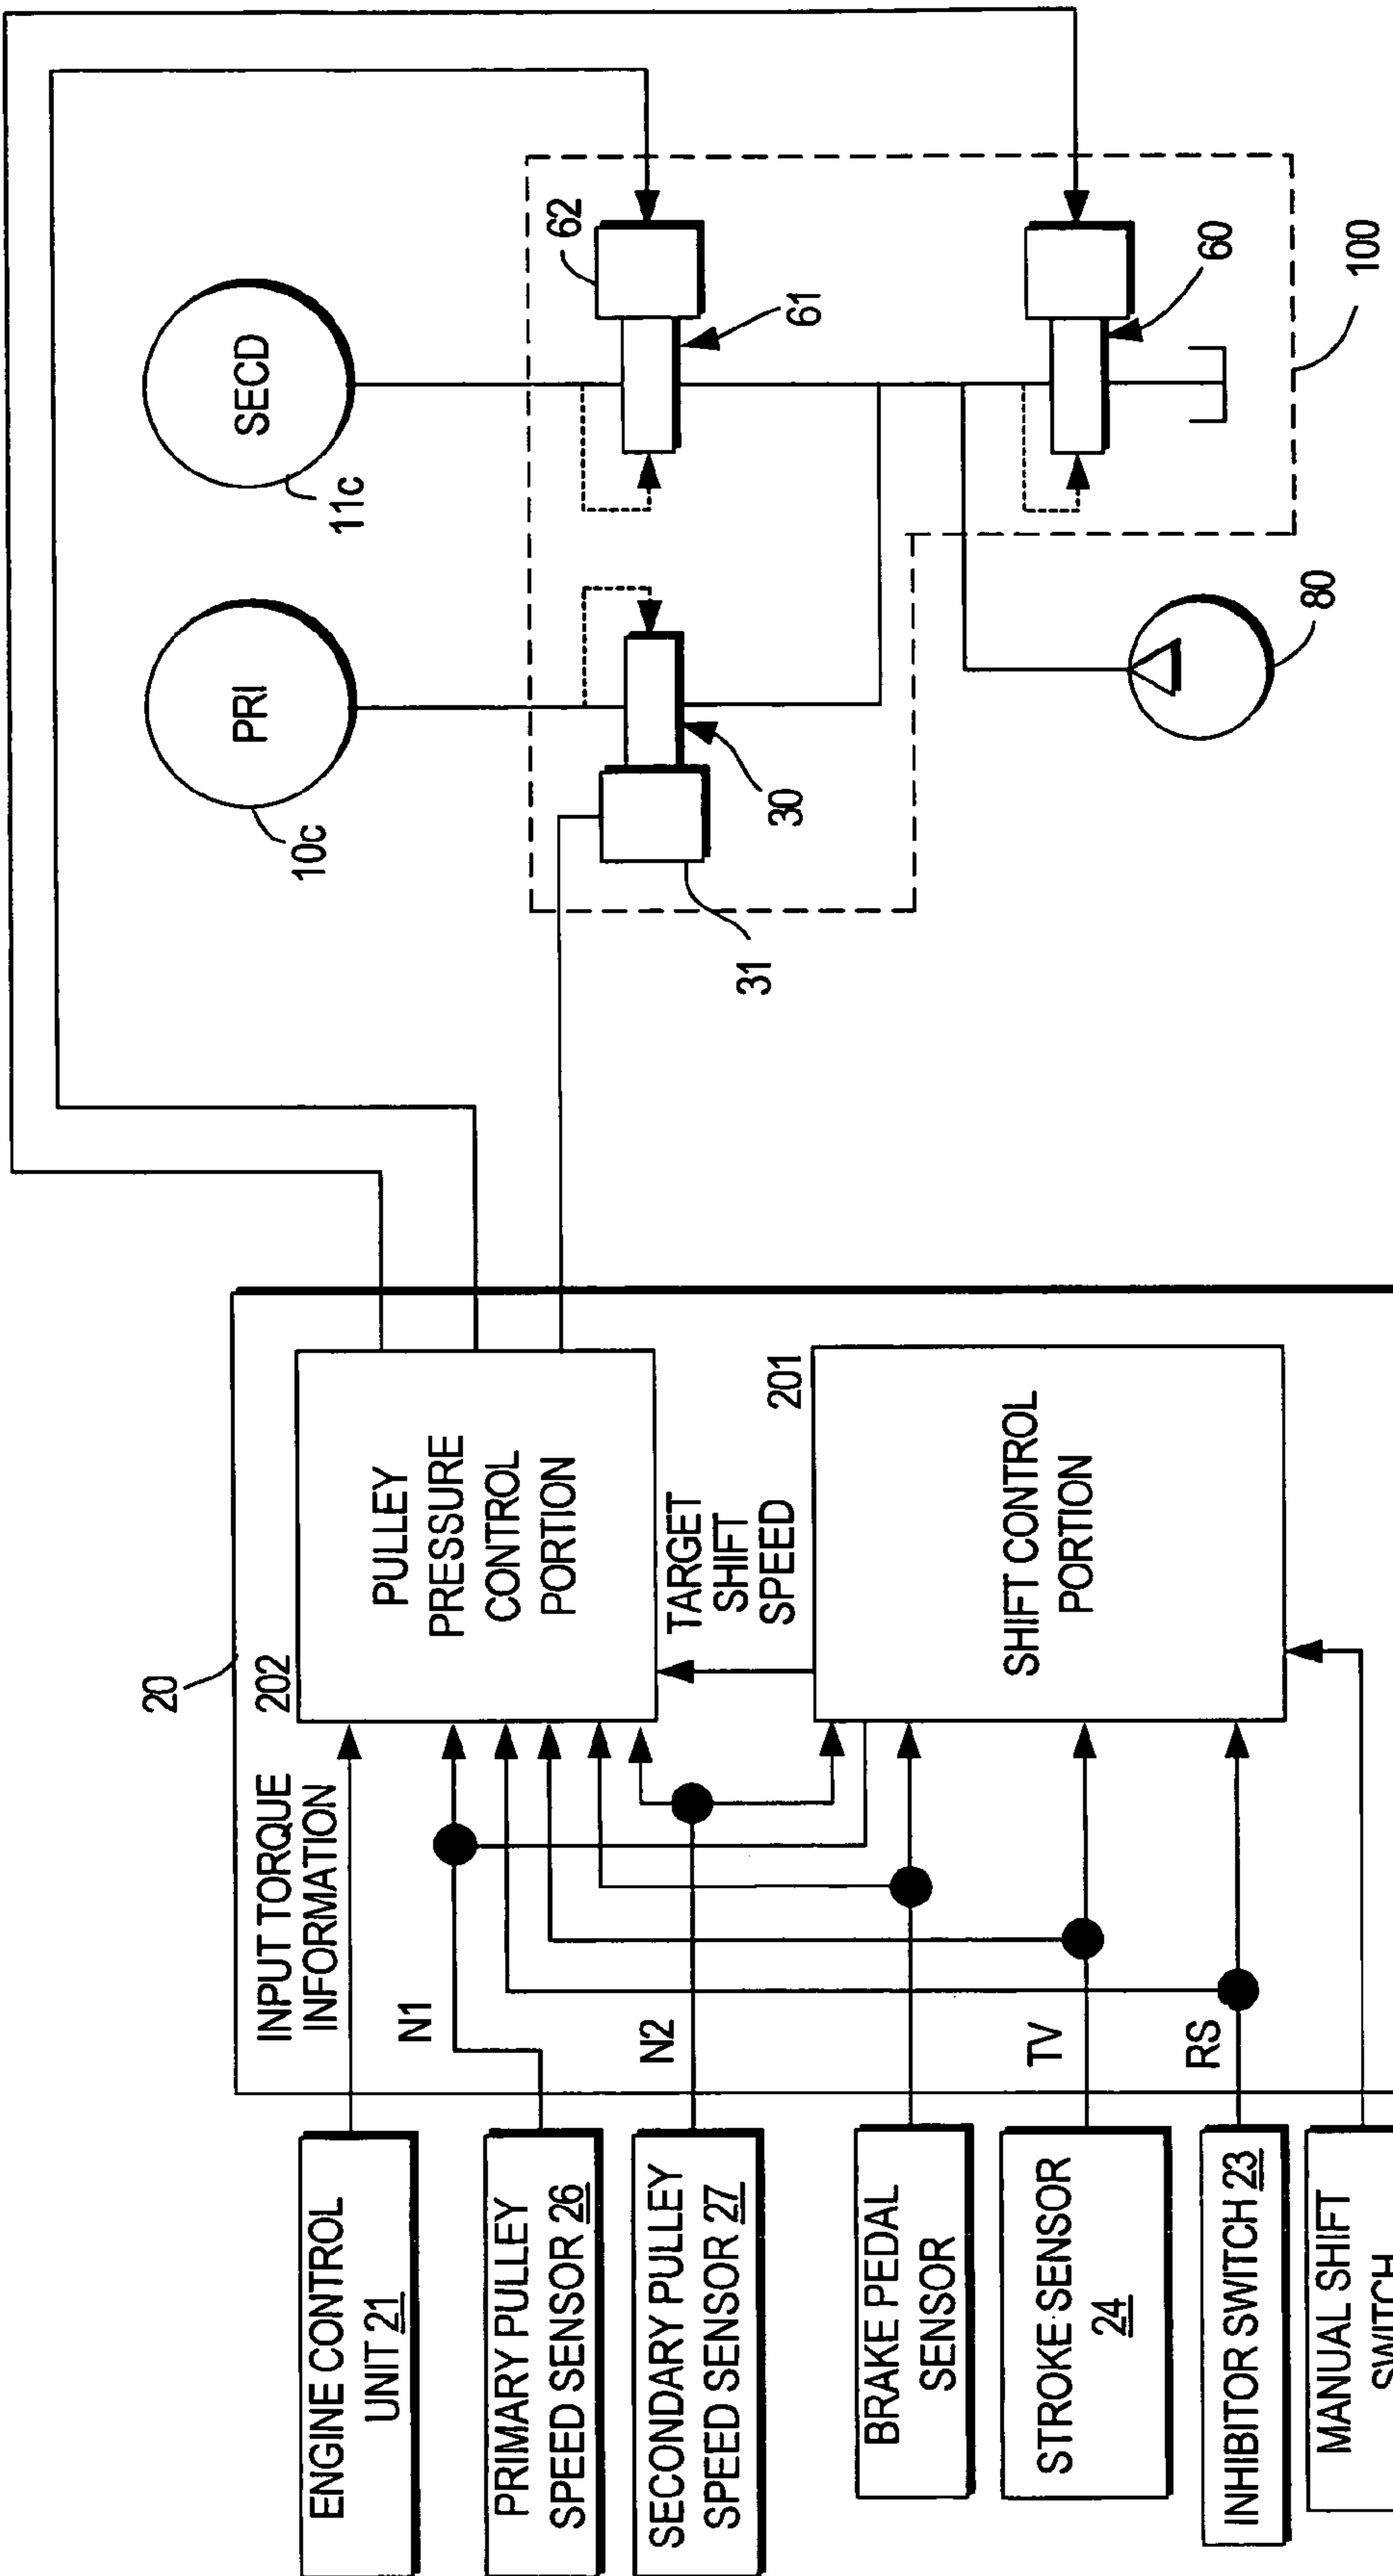 ENGINE CONTROL
UNIT 21
PRIMARY PULLEY
SPEED SENSOR 26
SECONDARY PULLEY
SPEED SENSOR 27
BRAKE PEDAL
SENSOR
STROKE SENSOR
24
INHIBITOR SWITCH 23
MANUAL SHIFT
SWITCH
20
INPUT TORQUE
INFORMATION
N1
N2
TV
RS
202
PULLEY
PRESSURE
CONTROL
PORTION
TARGET
SHIFT
SPEED
201
SHIFT CONTROL
PORTION
PRI
10c
SECD
11c
31
30
62
61
60
80
100